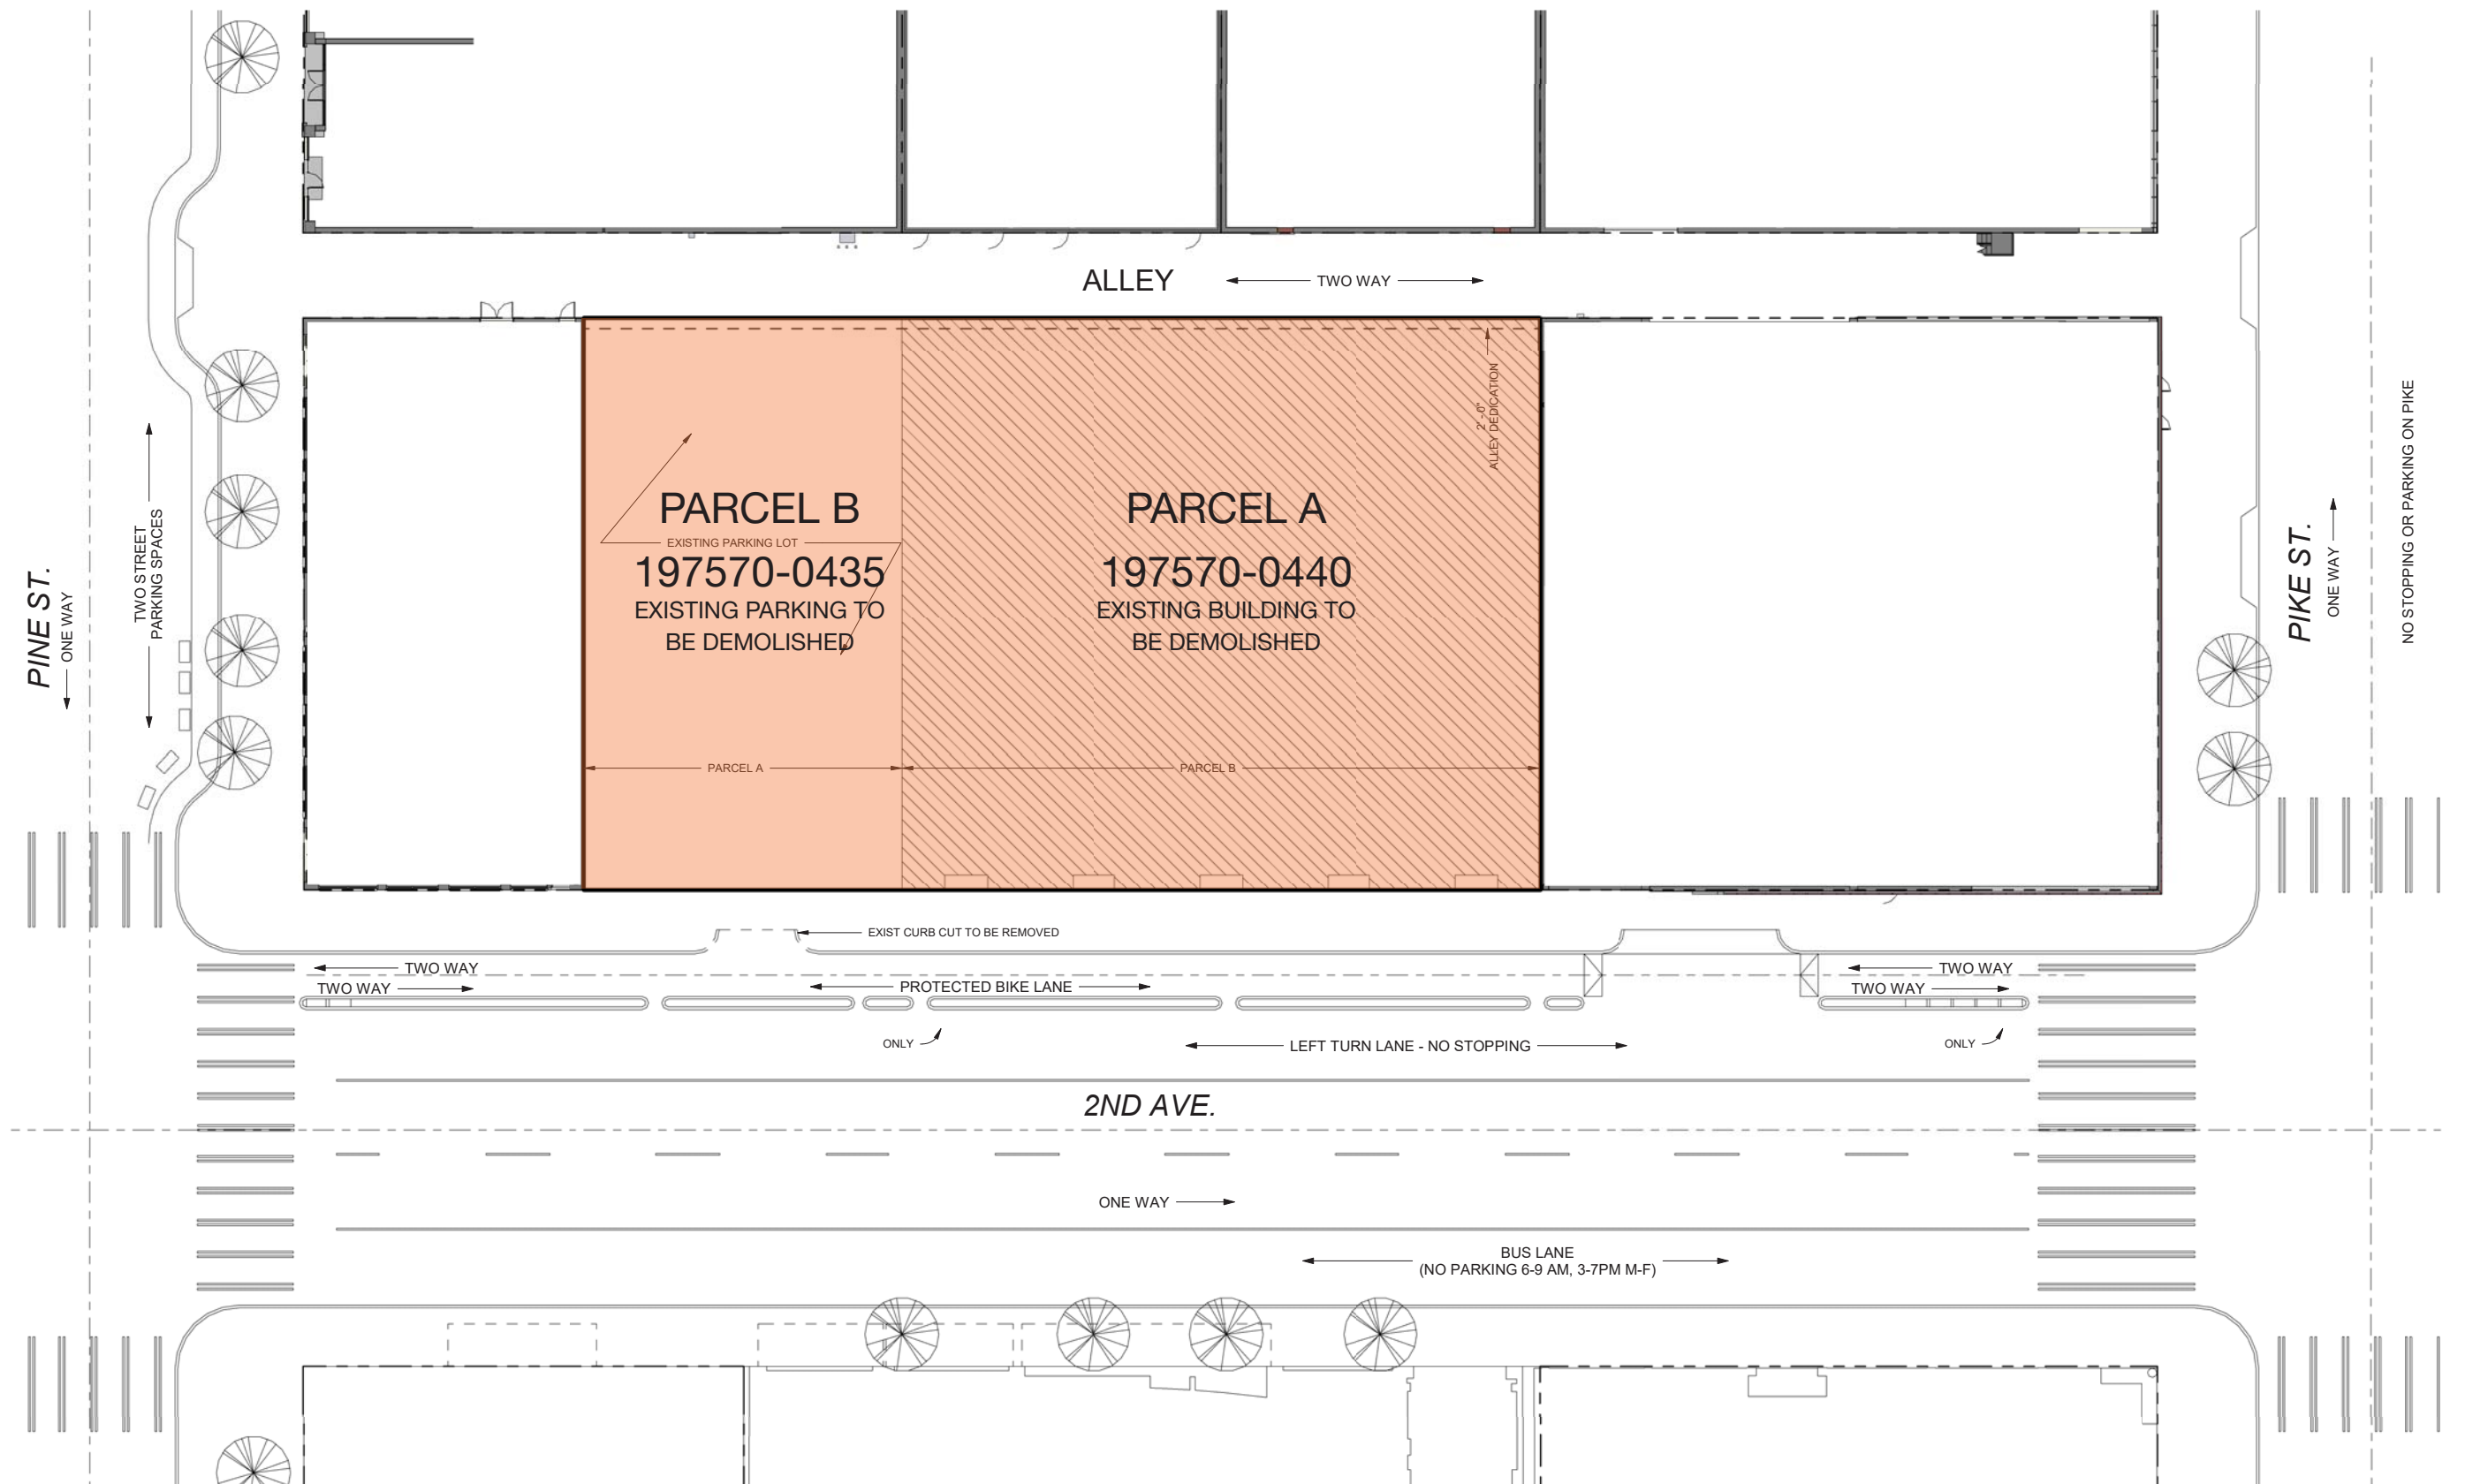 ALLEY
TWO WAY
2'-0"
ALLEY DEDICATION
PARCEL B
EXISTING PARKING LOT
197570-0435
EXISTING PARKING TO
BE DEMOLISHED
PARCEL A
197570-0440
EXISTING BUILDING TO
BE DEMOLISHED
PARCEL A
PARCEL B
PINE ST.
ONE WAY
TWO STREET
PARKING SPACES
PIKE ST.
ONE WAY
NO STOPPING OR PARKING ON PIKE
EXIST CURB CUT TO BE REMOVED
TWO WAY
TWO WAY
PROTECTED BIKE LANE
TWO WAY
TWO WAY
ONLY
LEFT TURN LANE - NO STOPPING
ONLY
2ND AVE.
ONE WAY
BUS LANE
(NO PARKING 6-9 AM, 3-7PM M-F)